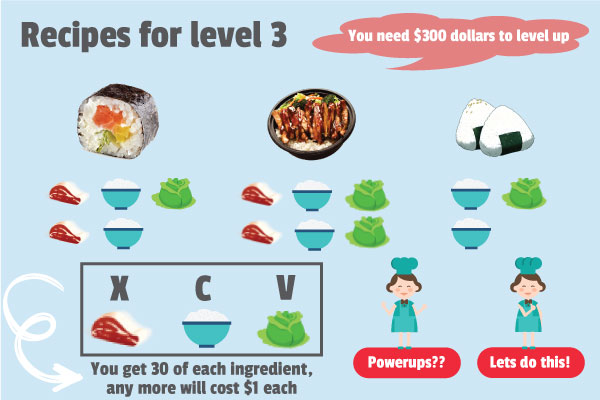 Recipes for level 3
You need $300 dollars to level up
X C V
You get 30 of each ingredient,
any more will cost $1 each
Powerups??
Lets do this!